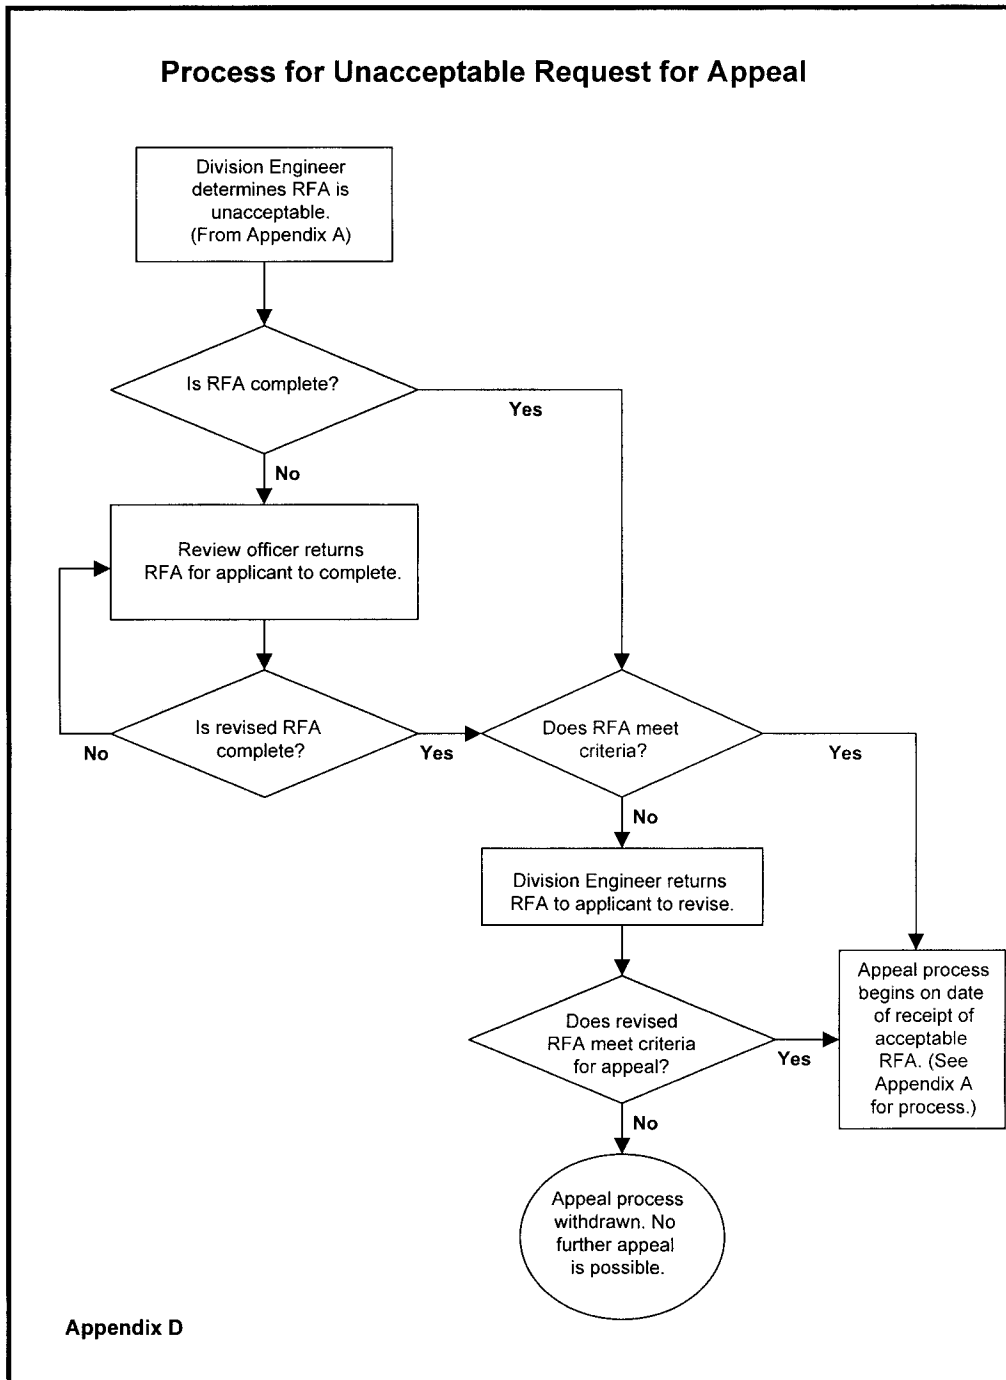 Process for Unacceptable Request for Appeal
Division Engineer
determines RFA is
unacceptable.
(From Appendix A)
Is RFA complete?
Yes
No
Review officer returns
RFA for applicant to complete.
Is revised RFA
complete?
No
Yes
Does RFA meet
criteria?
Yes
No
Division Engineer returns
RFA to applicant to revise.
Does revised
RFA meet criteria
for appeal?
Yes
No
Appeal process
begins on date
of receipt of
acceptable
RFA. (See
Appendix A
for process.)
Appeal process
withdrawn. No
further appeal
is possible.
Appendix D